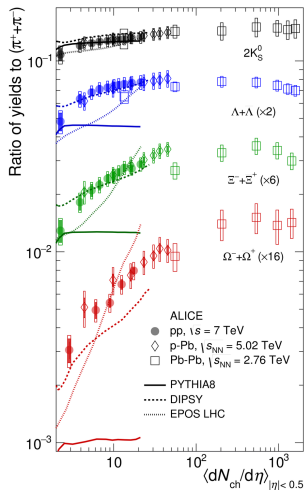 Ratio of yields to (π⁺+π⁻)
10⁻¹
10⁻²
10⁻³
2K⁰S
Λ+Λ̅ (×2)
Ξ⁻+Ξ̅⁺ (×6)
Ω⁻+Ω̅⁺ (×16)
ALICE
pp, √s = 7 TeV
p-Pb, √sNN = 5.02 TeV
Pb-Pb, √sNN = 2.76 TeV
PYTHIA8
DIPSY
EPOS LHC
10
10²
10³
⟨dNch/dη⟩|η|< 0.5